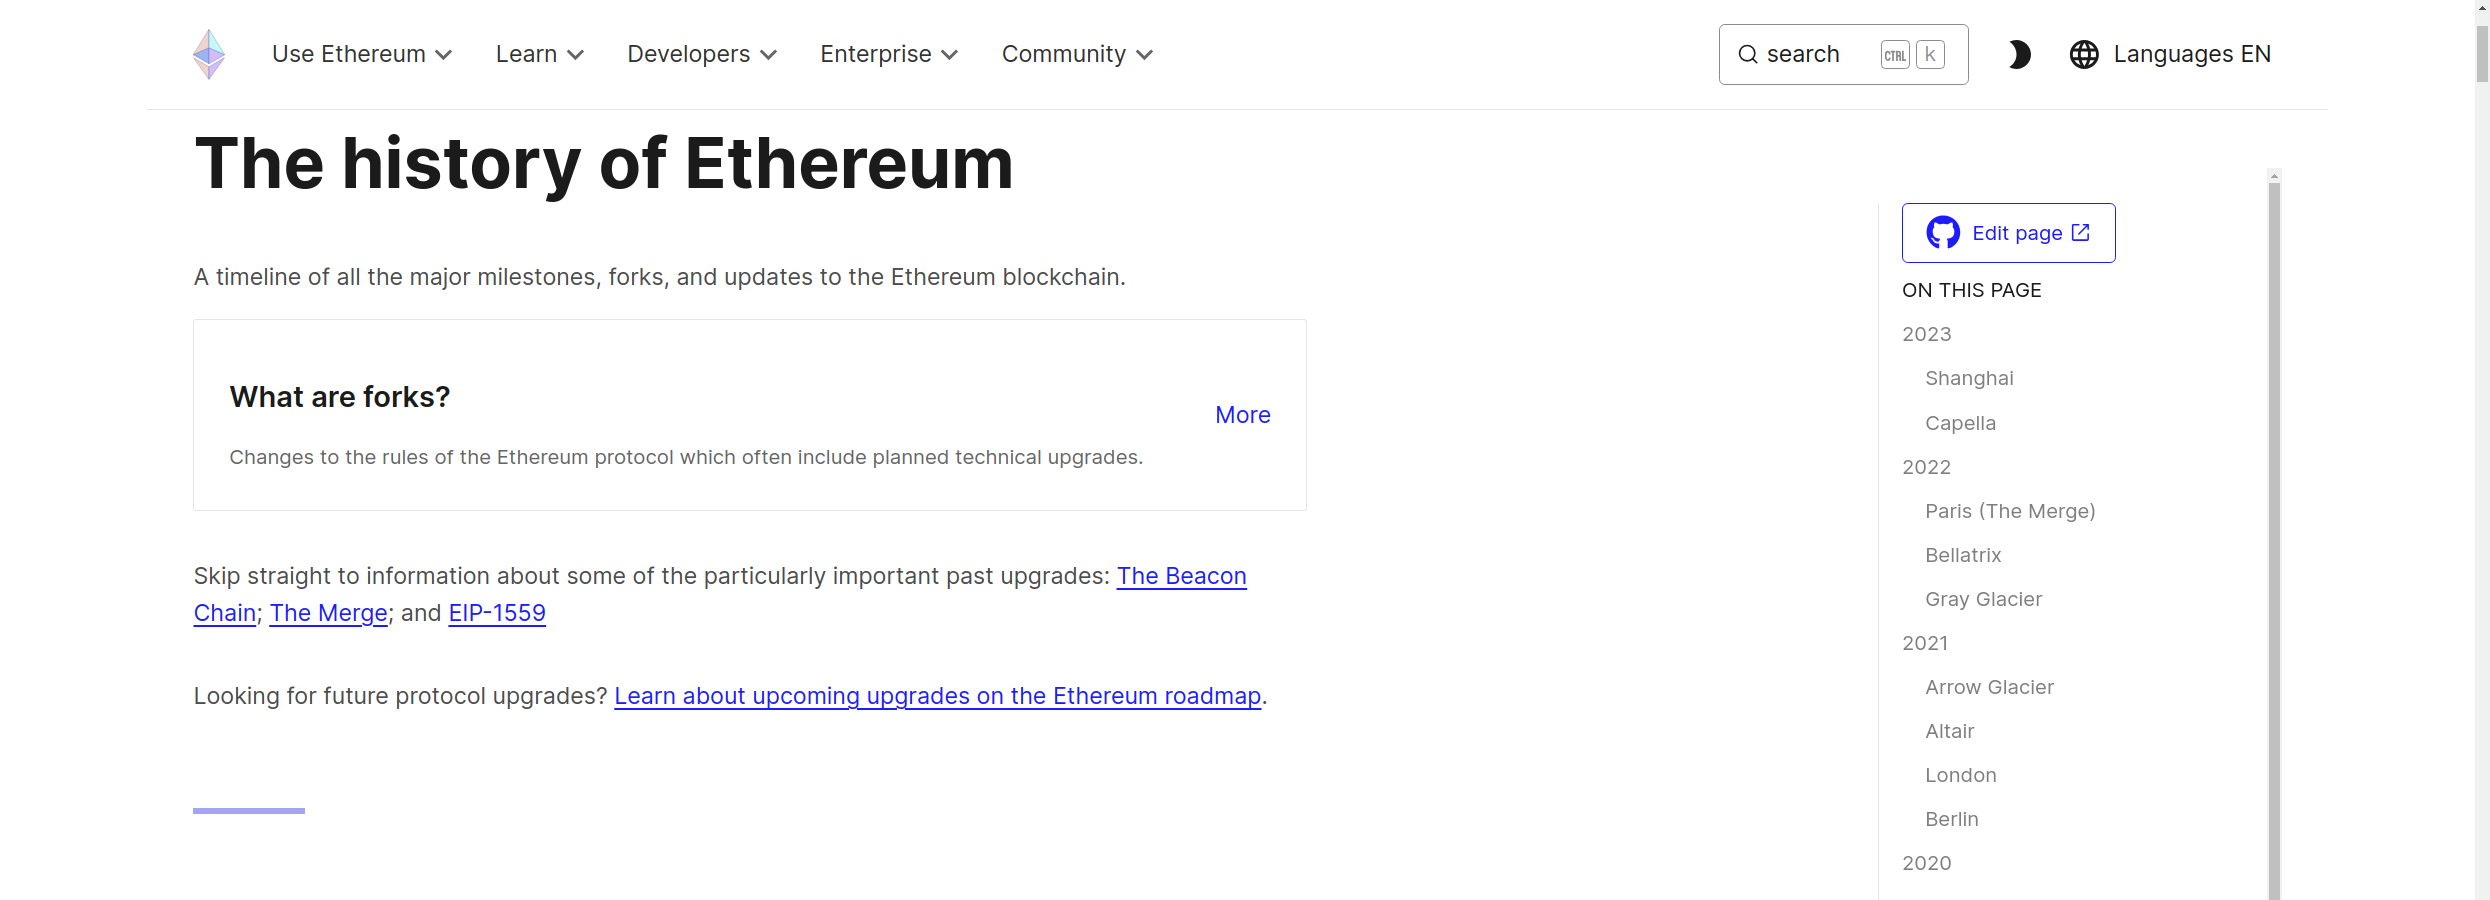 Use Ethereum
Learn
Developers
Enterprise
Community
search
CTRL
k
Languages EN
The history of Ethereum
A timeline of all the major milestones, forks, and updates to the Ethereum blockchain.
What are forks?
More
Changes to the rules of the Ethereum protocol which often include planned technical upgrades.
Skip straight to information about some of the particularly important past upgrades: The Beacon
Chain; The Merge; and EIP-1559
Looking for future protocol upgrades? Learn about upcoming upgrades on the Ethereum roadmap.
Edit page
ON THIS PAGE
2023
Shanghai
Capella
2022
Paris (The Merge)
Bellatrix
Gray Glacier
2021
Arrow Glacier
Altair
London
Berlin
2020